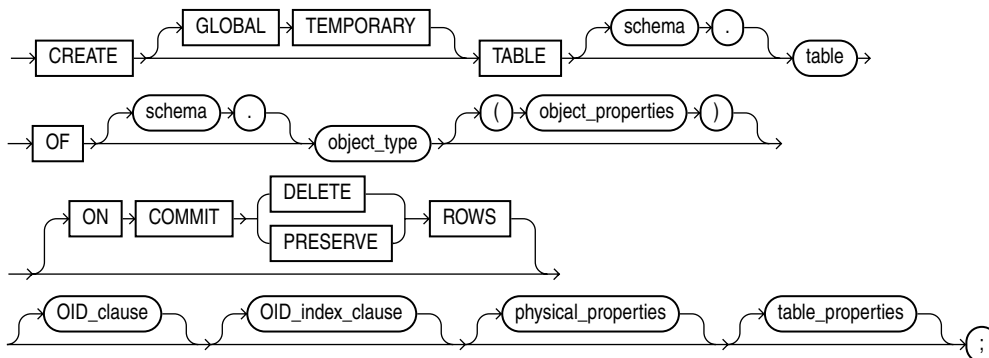 CREATE GLOBAL TEMPORARY TABLE schema . table
OF schema . object_type ( object_properties )
ON COMMIT DELETE PRESERVE ROWS
OID_clause OID_index_clause physical_properties table_properties ;